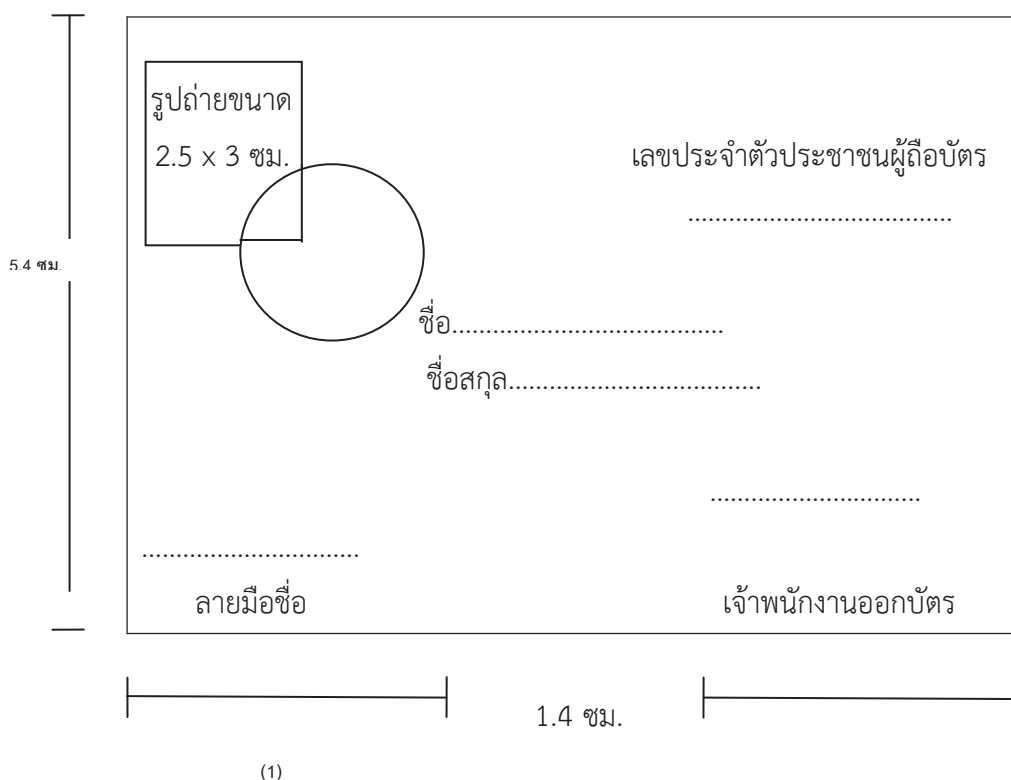 รูปถ่ายขนาด
2.5 x 3 ซม.
เลขประจำตัวประชาชนผู้ถือบัตร
.......................................
5.4 ซม.
ชื่อ........................................
ชื่อสกุล.....................................
...............................
................................
ลายมือชื่อ
เจ้าพนักงานออกบัตร
1.4 ซม.
(1)